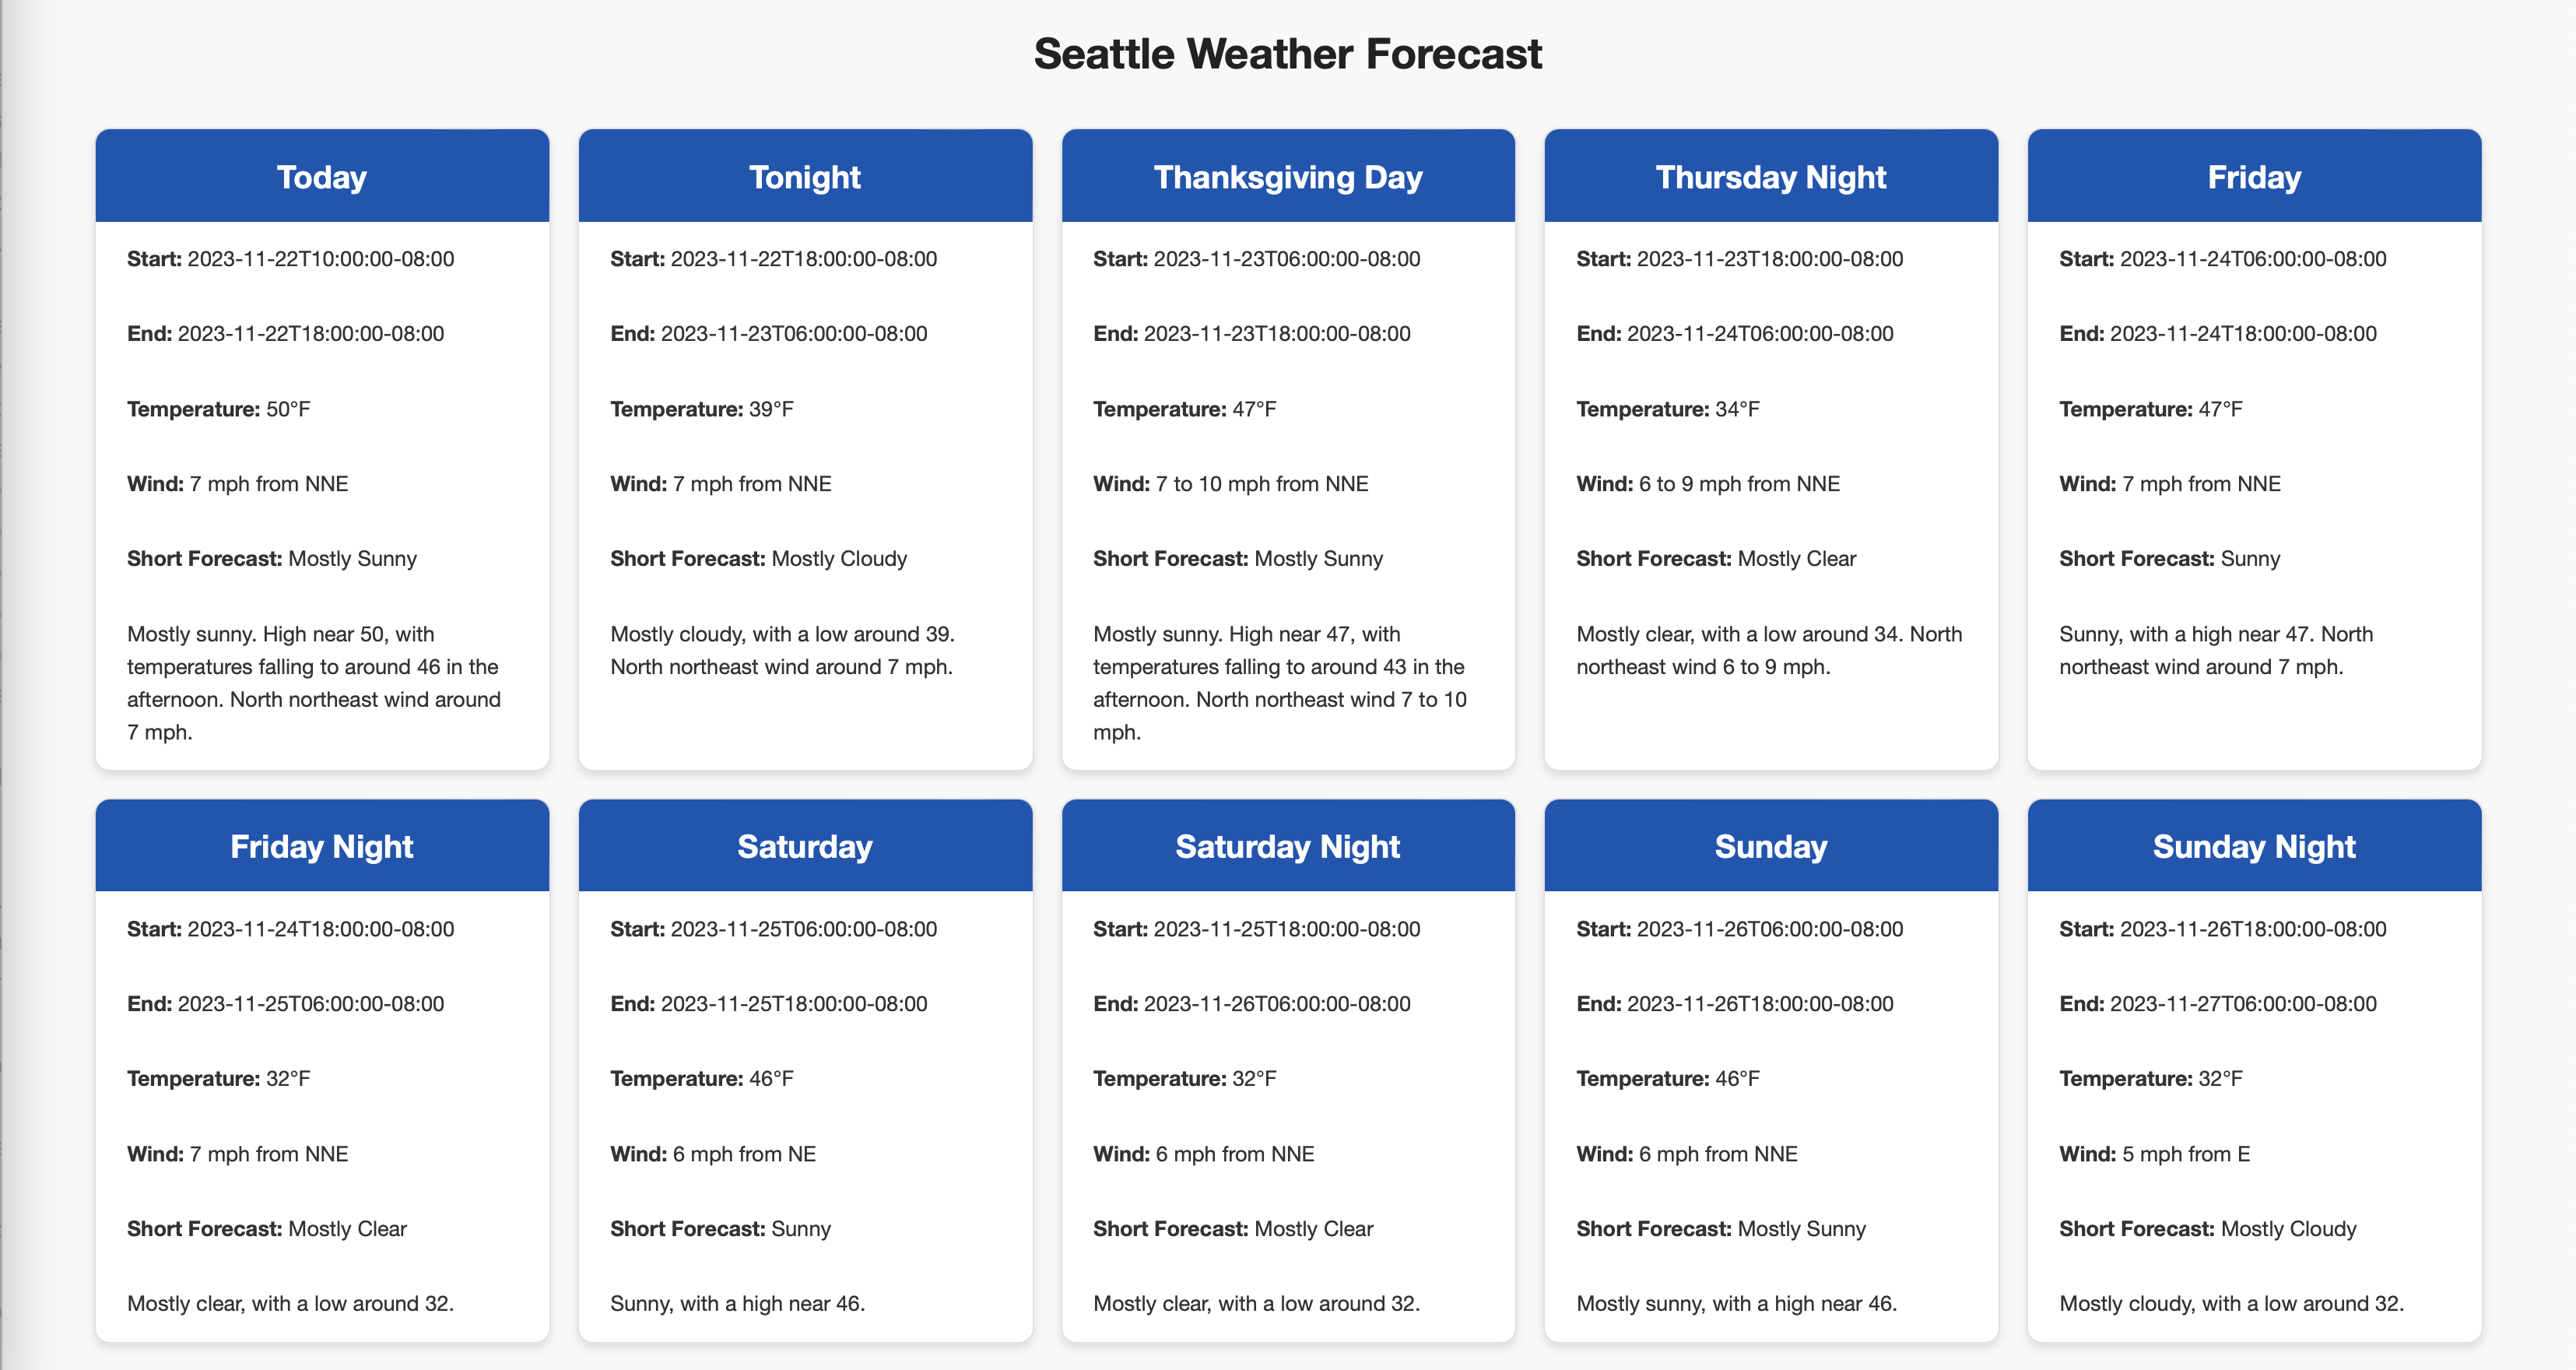 Seattle Weather Forecast
Today
Start: 2023-11-22T10:00:00-08:00
End: 2023-11-22T18:00:00-08:00
Temperature: 50°F
Wind: 7 mph from NNE
Short Forecast: Mostly Sunny
Mostly sunny. High near 50, with
temperatures falling to around 46 in the
afternoon. North northeast wind around
7 mph.
Tonight
Start: 2023-11-22T18:00:00-08:00
End: 2023-11-23T06:00:00-08:00
Temperature: 39°F
Wind: 7 mph from NNE
Short Forecast: Mostly Cloudy
Mostly cloudy, with a low around 39.
North northeast wind around 7 mph.
Thanksgiving Day
Start: 2023-11-23T06:00:00-08:00
End: 2023-11-23T18:00:00-08:00
Temperature: 47°F
Wind: 7 to 10 mph from NNE
Short Forecast: Mostly Sunny
Mostly sunny. High near 47, with
temperatures falling to around 43 in the
afternoon. North northeast wind 7 to 10
mph.
Thursday Night
Start: 2023-11-23T18:00:00-08:00
End: 2023-11-24T06:00:00-08:00
Temperature: 34°F
Wind: 6 to 9 mph from NNE
Short Forecast: Mostly Clear
Mostly clear, with a low around 34. North
northeast wind 6 to 9 mph.
Friday
Start: 2023-11-24T06:00:00-08:00
End: 2023-11-24T18:00:00-08:00
Temperature: 47°F
Wind: 7 mph from NNE
Short Forecast: Sunny
Sunny, with a high near 47. North
northeast wind around 7 mph.
Friday Night
Start: 2023-11-24T18:00:00-08:00
End: 2023-11-25T06:00:00-08:00
Temperature: 32°F
Wind: 7 mph from NNE
Short Forecast: Mostly Clear
Mostly clear, with a low around 32.
Saturday
Start: 2023-11-25T06:00:00-08:00
End: 2023-11-25T18:00:00-08:00
Temperature: 46°F
Wind: 6 mph from NE
Short Forecast: Sunny
Sunny, with a high near 46.
Saturday Night
Start: 2023-11-25T18:00:00-08:00
End: 2023-11-26T06:00:00-08:00
Temperature: 32°F
Wind: 6 mph from NNE
Short Forecast: Mostly Clear
Mostly clear, with a low around 32.
Sunday
Start: 2023-11-26T06:00:00-08:00
End: 2023-11-26T18:00:00-08:00
Temperature: 46°F
Wind: 6 mph from NNE
Short Forecast: Mostly Sunny
Mostly sunny, with a high near 46.
Sunday Night
Start: 2023-11-26T18:00:00-08:00
End: 2023-11-27T06:00:00-08:00
Temperature: 32°F
Wind: 5 mph from E
Short Forecast: Mostly Cloudy
Mostly cloudy, with a low around 32.